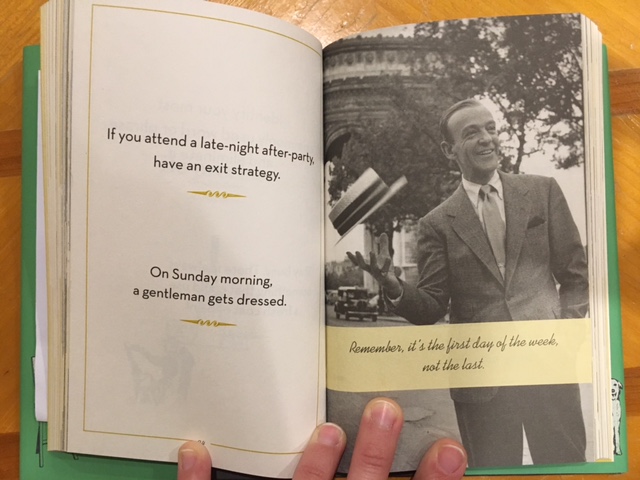 If you attend a late-night after-party,
have an exit strategy.
On Sunday morning,
a gentleman gets dressed.
Remember, it's the first day of the week,
not the last.